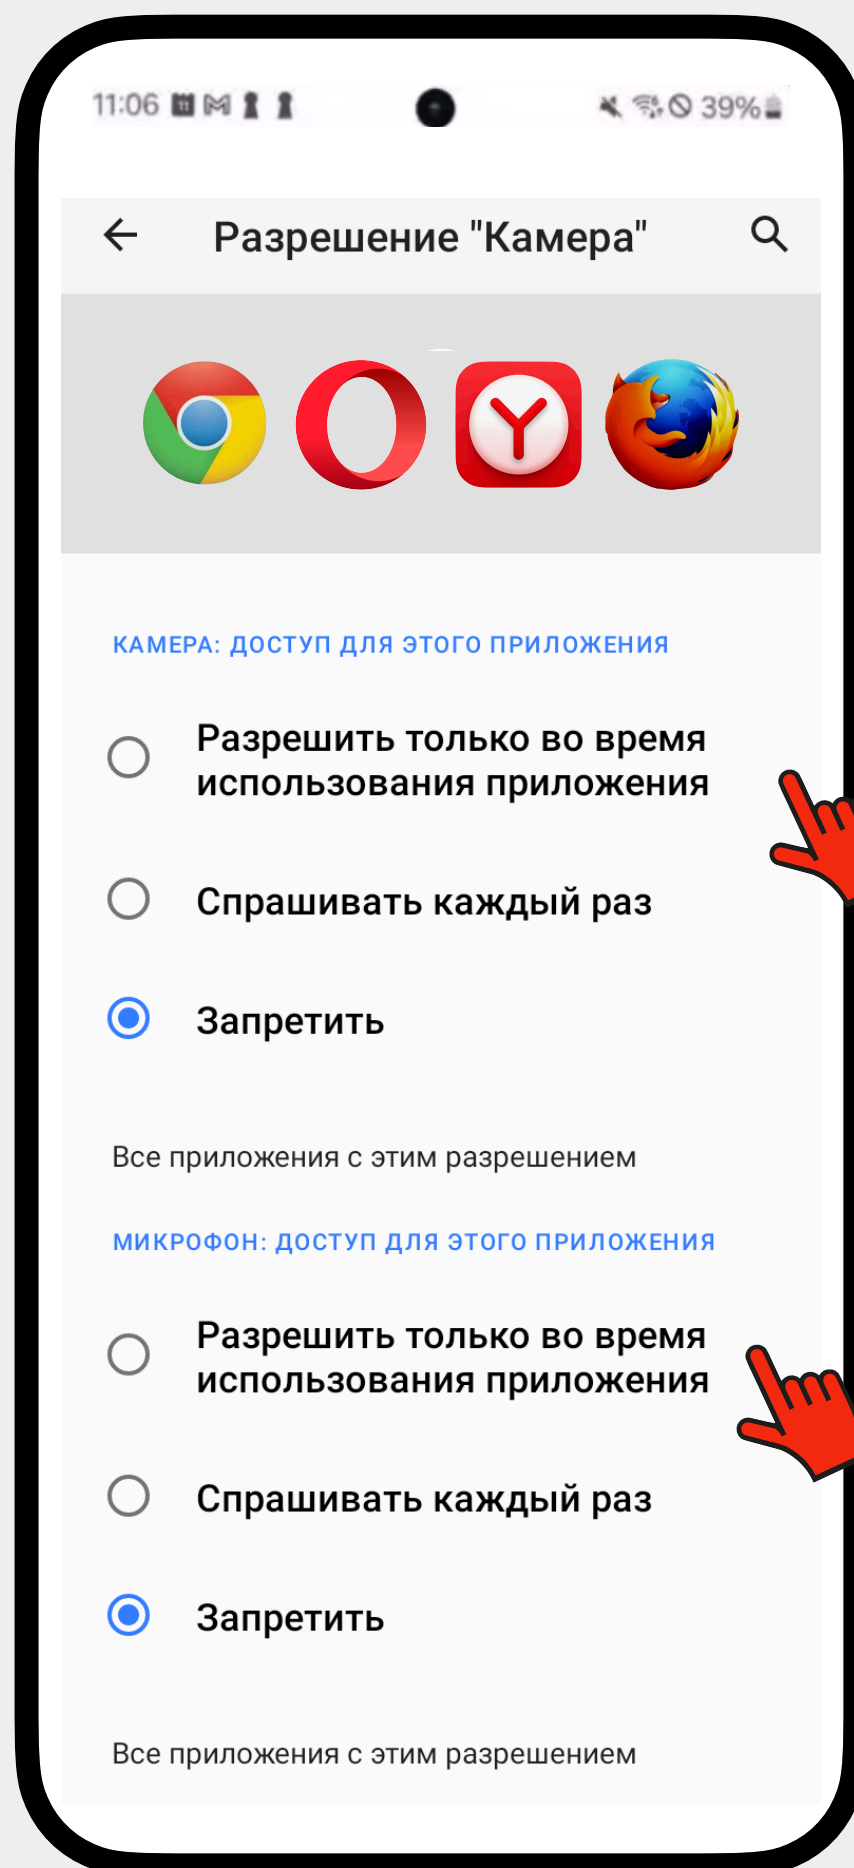 11:06
39%
Разрешение "Камера"
КАМЕРА: ДОСТУП ДЛЯ ЭТОГО ПРИЛОЖЕНИЯ
Разрешить только во время
использования приложения
Спрашивать каждый раз
Запретить
Все приложения с этим разрешением
МИКРОФОН: ДОСТУП ДЛЯ ЭТОГО ПРИЛОЖЕНИЯ
Разрешить только во время
использования приложения
Спрашивать каждый раз
Запретить
Все приложения с этим разрешением